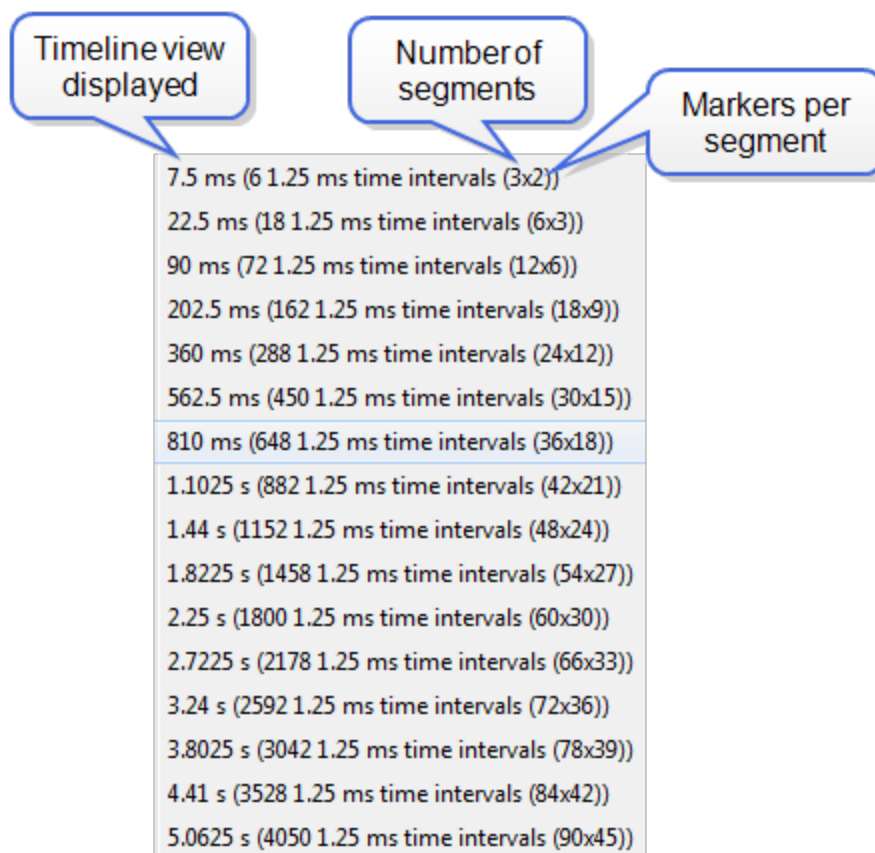 Timeline view
displayed
Number of
segments
Markers per
segment
7.5 ms (6 1.25 ms time intervals (3x2))
22.5 ms (18 1.25 ms time intervals (6x3))
90 ms (72 1.25 ms time intervals (12x6))
202.5 ms (162 1.25 ms time intervals (18x9))
360 ms (288 1.25 ms time intervals (24x12))
562.5 ms (450 1.25 ms time intervals (30x15))
810 ms (648 1.25 ms time intervals (36x18))
1.1025 s (882 1.25 ms time intervals (42x21))
1.44 s (1152 1.25 ms time intervals (48x24))
1.8225 s (1458 1.25 ms time intervals (54x27))
2.25 s (1800 1.25 ms time intervals (60x30))
2.7225 s (2178 1.25 ms time intervals (66x33))
3.24 s (2592 1.25 ms time intervals (72x36))
3.8025 s (3042 1.25 ms time intervals (78x39))
4.41 s (3528 1.25 ms time intervals (84x42))
5.0625 s (4050 1.25 ms time intervals (90x45))